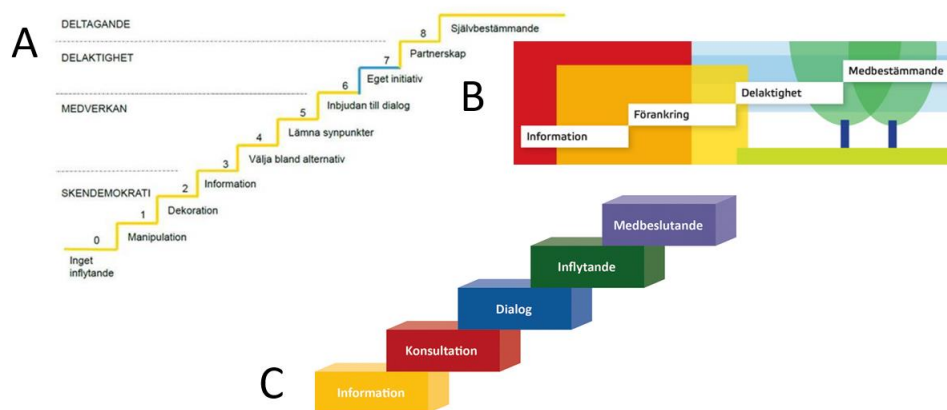 A
DELTAGANDE
DELAKTIGHET
MEDVERKAN
SKENDEMOKRATI
8
Självbestämmande
7
Partnerskap
6
Eget initiativ
5
Inbjudan till dialog
4
Lämna synpunkter
3
Välja bland alternativ
2
Information
1
Dekoration
0
Manipulation
Inget
inflytande
B
Medbestämmande
Delaktighet
Förankring
Information
C
Medbeslutande
Inflytande
Dialog
Konsultation
Information